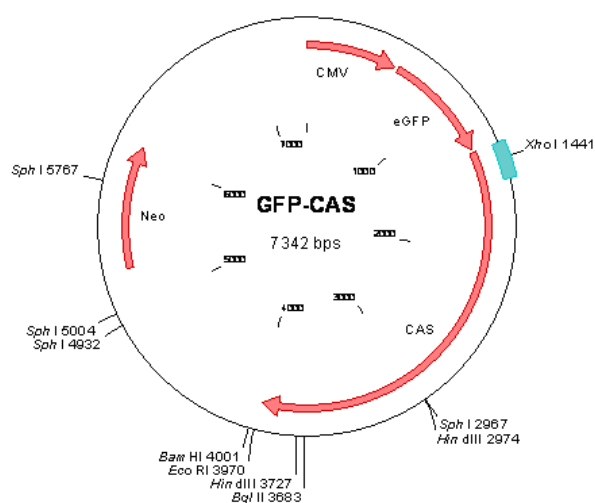 CMV
eGFP
Xho I 1441
Sph I 5767
7000
1000
6000
Neo
GFP-CAS
2000
7342 bps
5000
4000
3000
CAS
Sph I 5004
Sph I 4932
Sph I 2967
Hin dIII 2974
Bam HI 4001
Eco RI 3970
Hin dIII 3727
Bgl II 3683